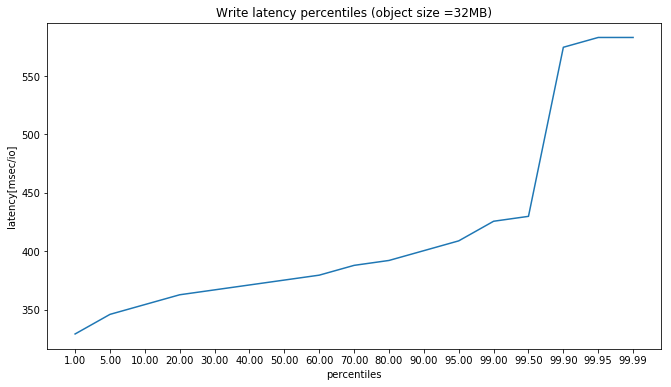 Write latency percentiles (object size =32MB)
latency[msec/io]
550
500
450
400
350
1.00 5.00 10.00 20.00 30.00 40.00 50.00 60.00 70.00 80.00 90.00 95.00 99.00 99.50 99.90 99.95 99.99
percentiles